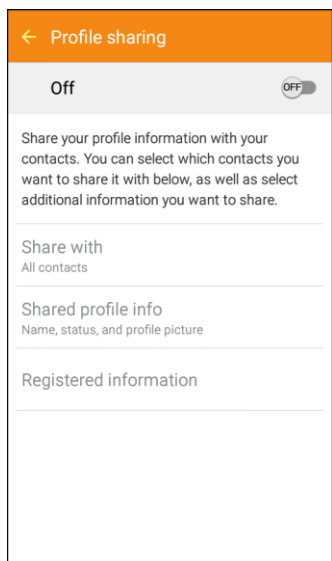 Profile sharing
Off
OFF
Share your profile information with your
contacts. You can select which contacts you
want to share it with below, as well as select
additional information you want to share.
Share with
All contacts
Shared profile info
Name, status, and profile picture
Registered information